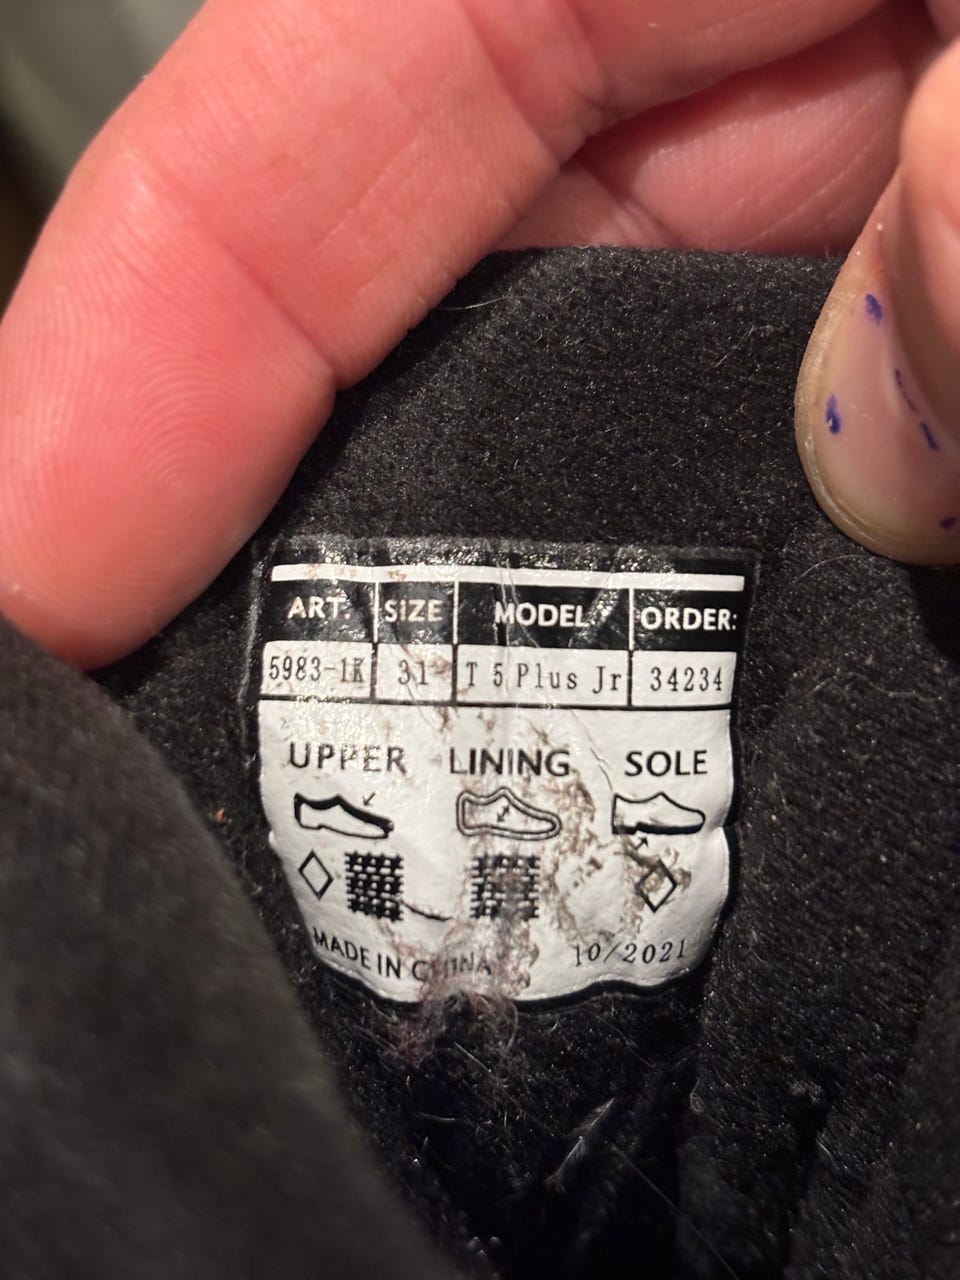 ART. SIZE MODEL. ORDER:
5983-1K 31 T 5 Plus Jr 34234
UPPER LINING SOLE
MADE IN CHINA 10/2021